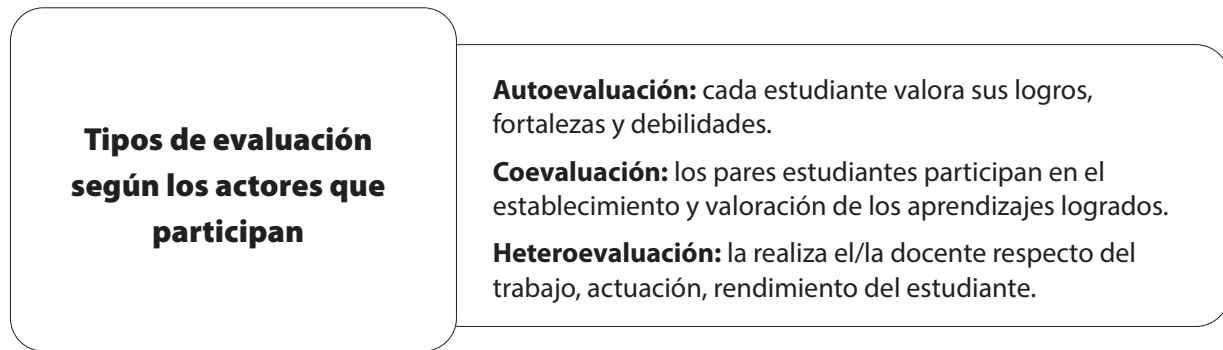 Tipos de evaluación
según los actores que
participan
Autoevaluación: cada estudiante valora sus logros,
fortalezas y debilidades.
Coevaluación: los pares estudiantes participan en el
establecimiento y valoración de los aprendizajes logrados.
Heteroevaluación: la realiza el/la docente respecto del
trabajo, actuación, rendimiento del estudiante.